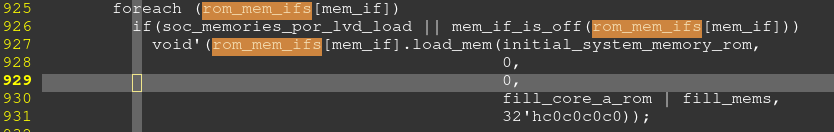 925 foreach (rom_mem_ifs[mem_if])
926 if(soc_memories_por_lvd_load || mem_if_is_off(rom_mem_ifs[mem_if]))
927 void'(rom_mem_ifs[mem_if].load_mem(initial_system_memory_rom,
928 0,
929 0,
930 fill_core_a_rom | fill_mems,
931 32'hc0c0c0c0));